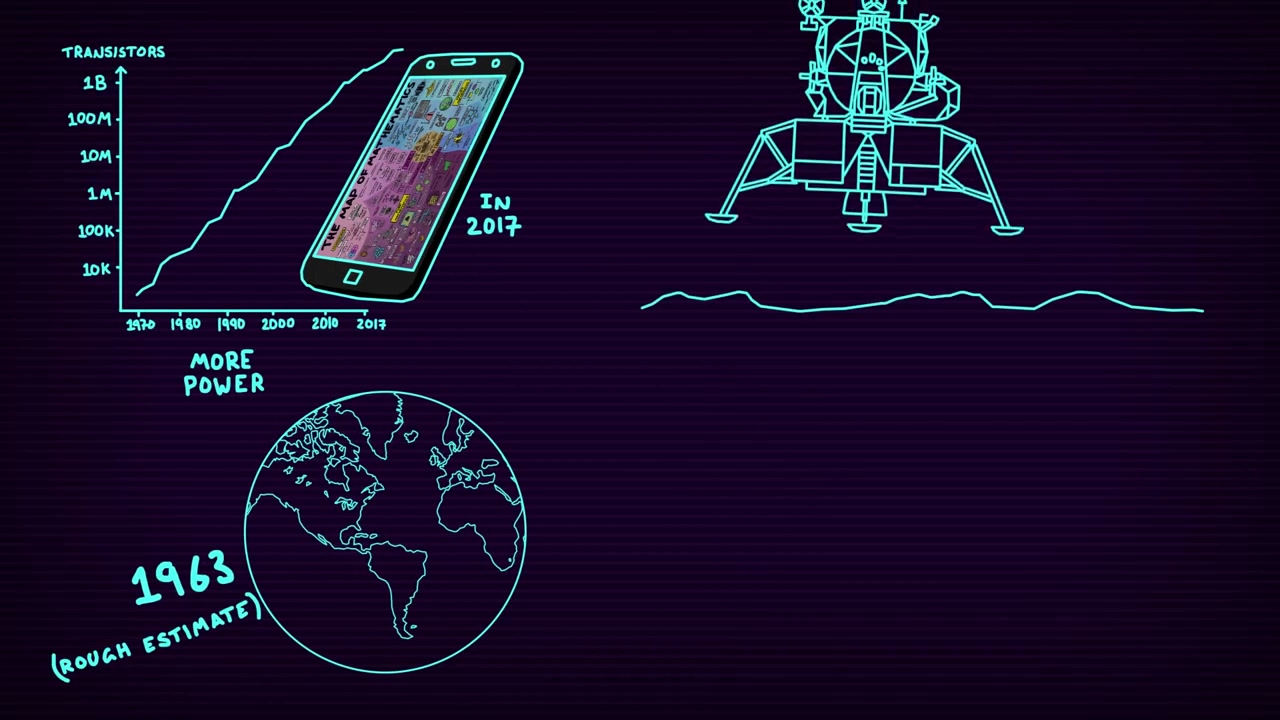 TRANSISTORS
1B
100M
10M
1M
100K
10K
1970 1980 1990 2000 2010 2017
THE MAP OF MATHEMATICS
IN
2017
MORE
POWER
1963
(ROUGH ESTIMATE)